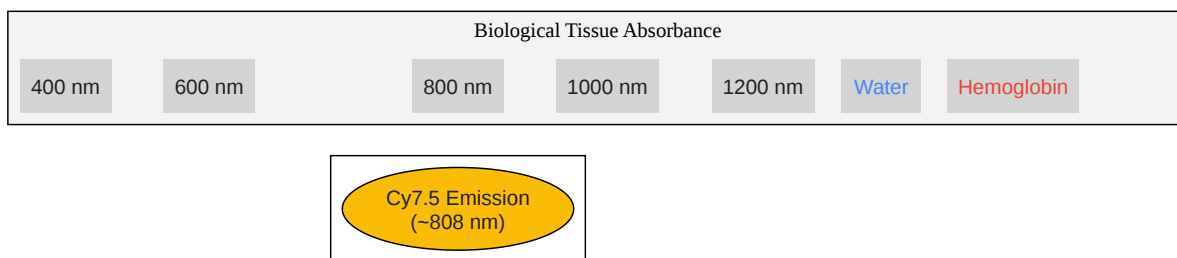 Biological Tissue Absorbance
400 nm 600 nm 800 nm 1000 nm 1200 nm Water Hemoglobin
Cy7.5 Emission
(~808 nm)